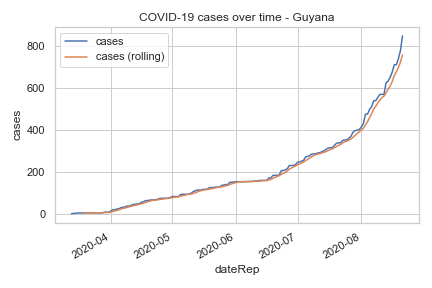 COVID-19 cases over time - Guyana
cases
cases (rolling)
800
600
400
200
0
cases
2020-04
2020-05
2020-06
2020-07
2020-08
dateRep